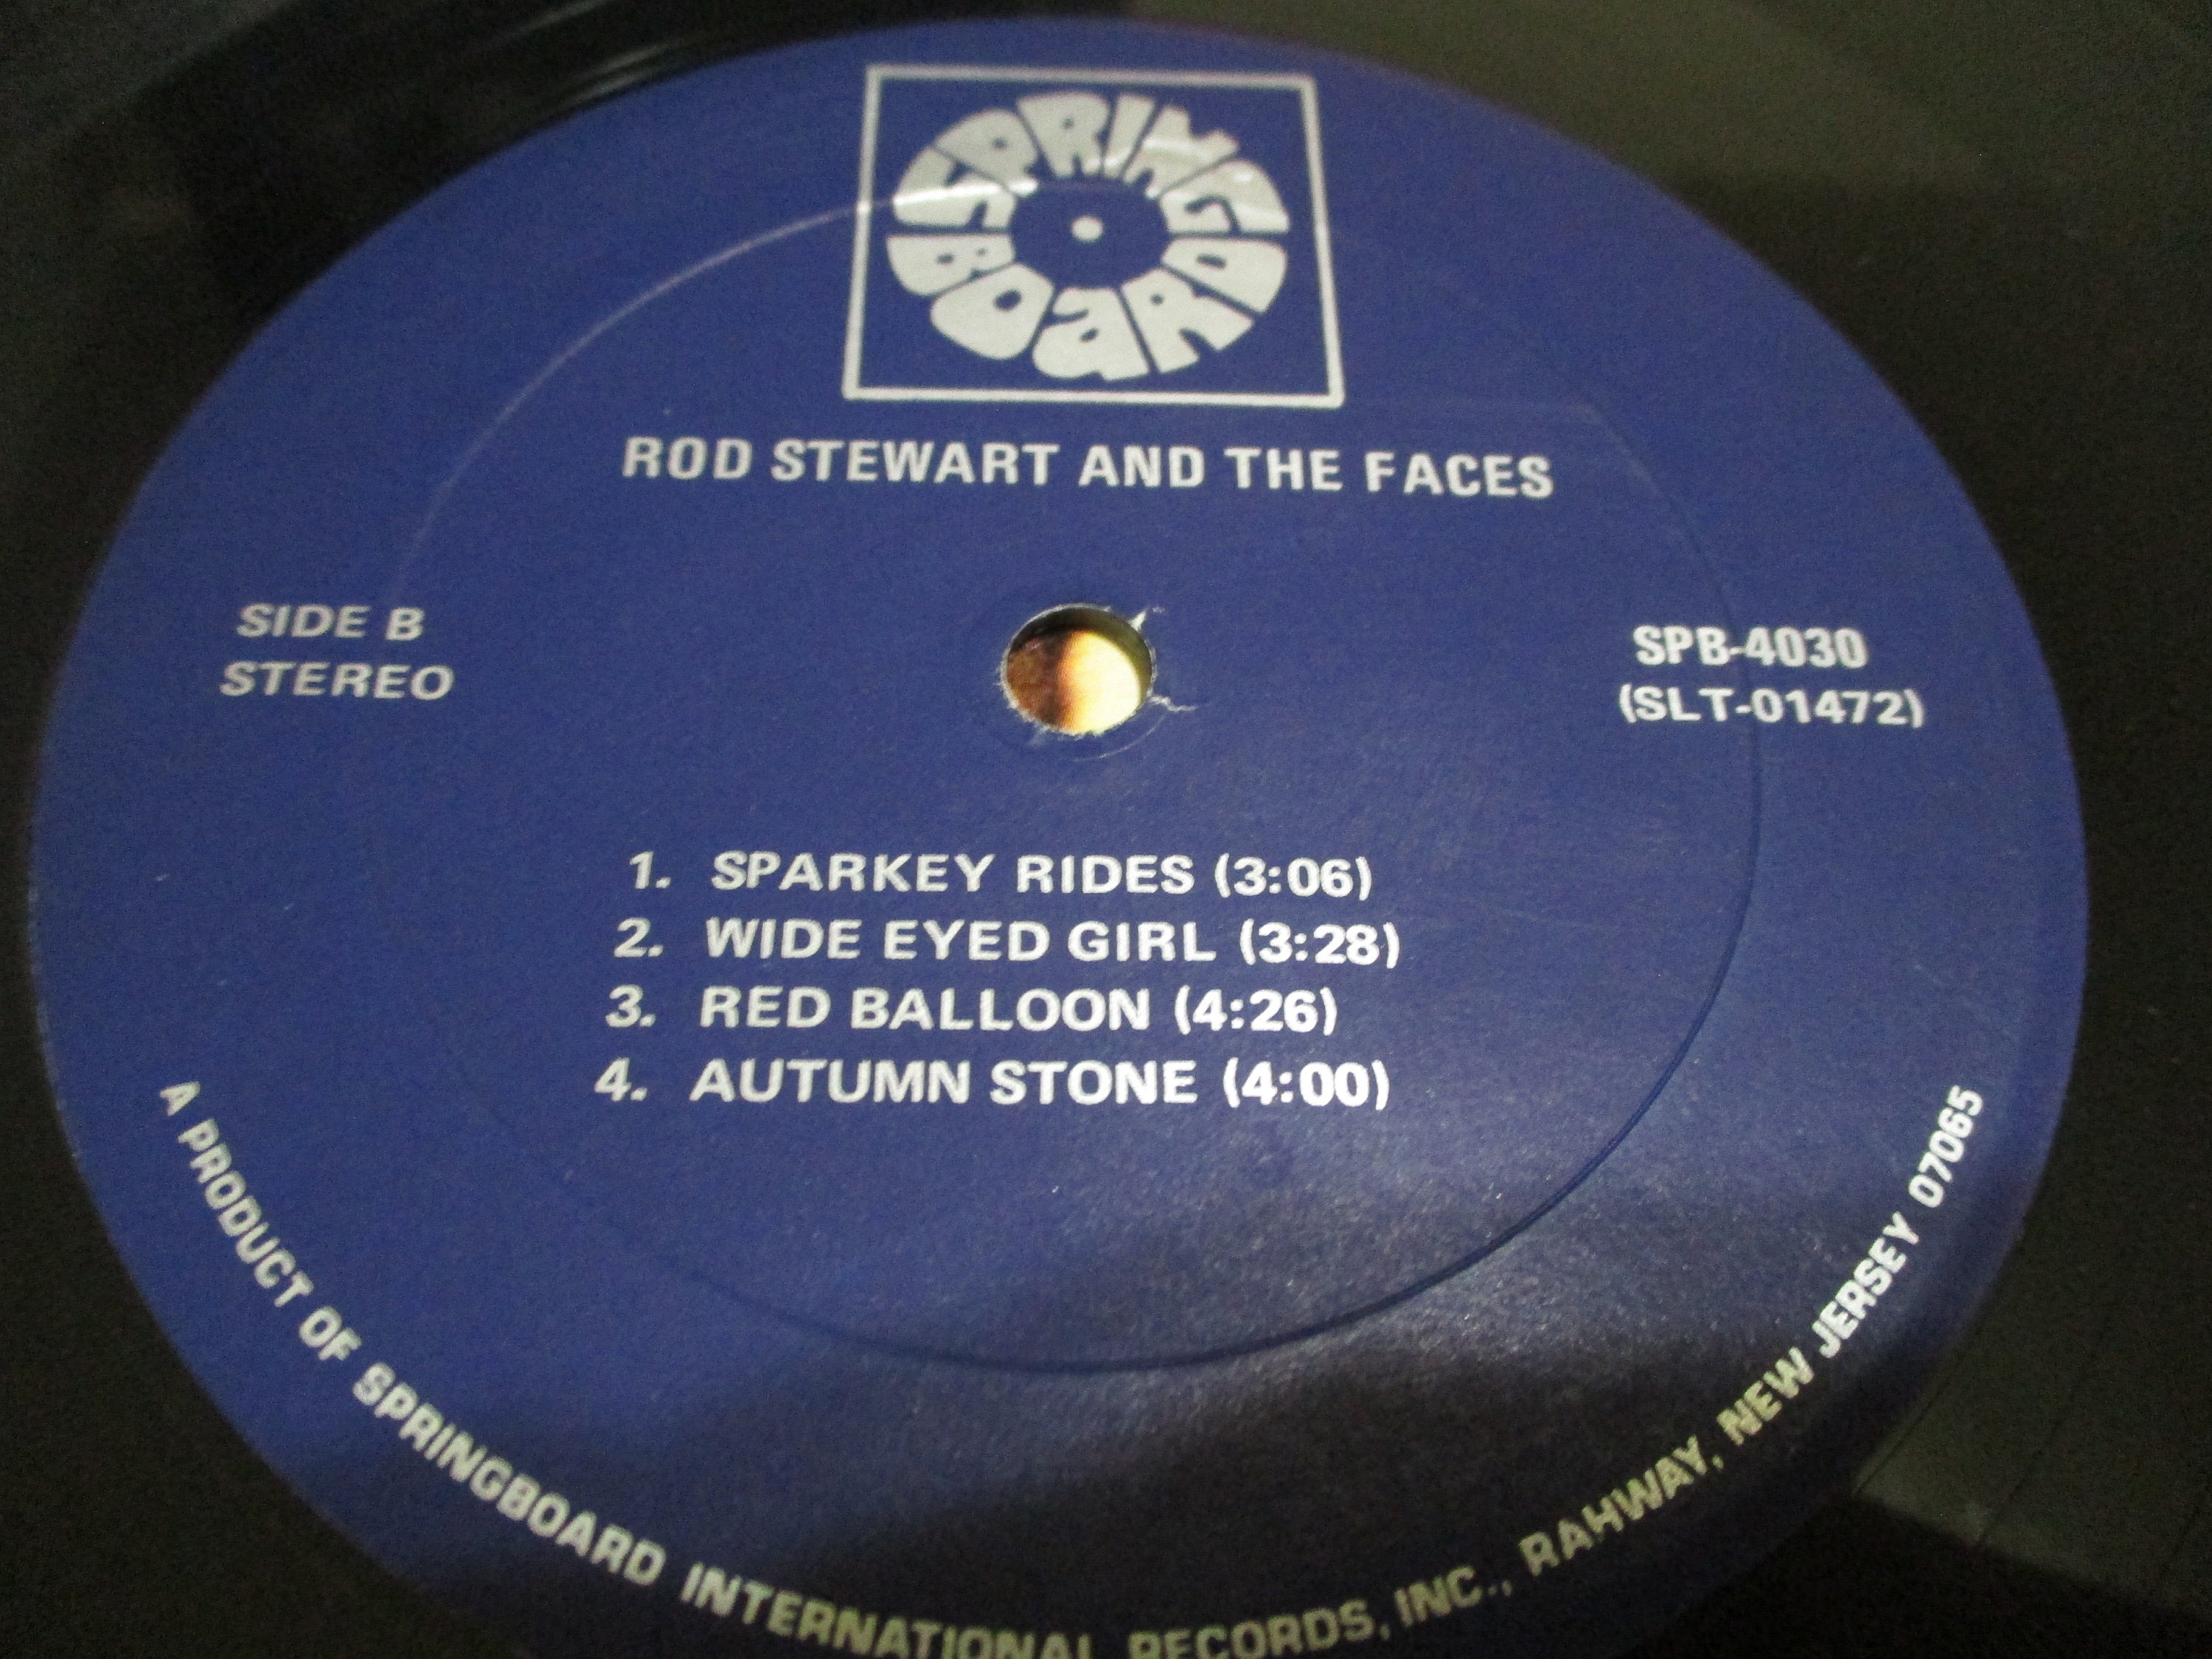 SPRING
BOARD
ROD STEWART AND THE FACES
SIDE B
STEREO
SPB-4030
(SLT-01472)
1. SPARKEY RIDES (3:06)
2. WIDE EYED GIRL (3:28)
3. RED BALLOON (4:26)
4. AUTUMN STONE (4:00)
A PRODUCT OF SPRINGBOARD INTERNATIONAL RECORDS, INC., RAHWAY, NEW JERSEY 07065